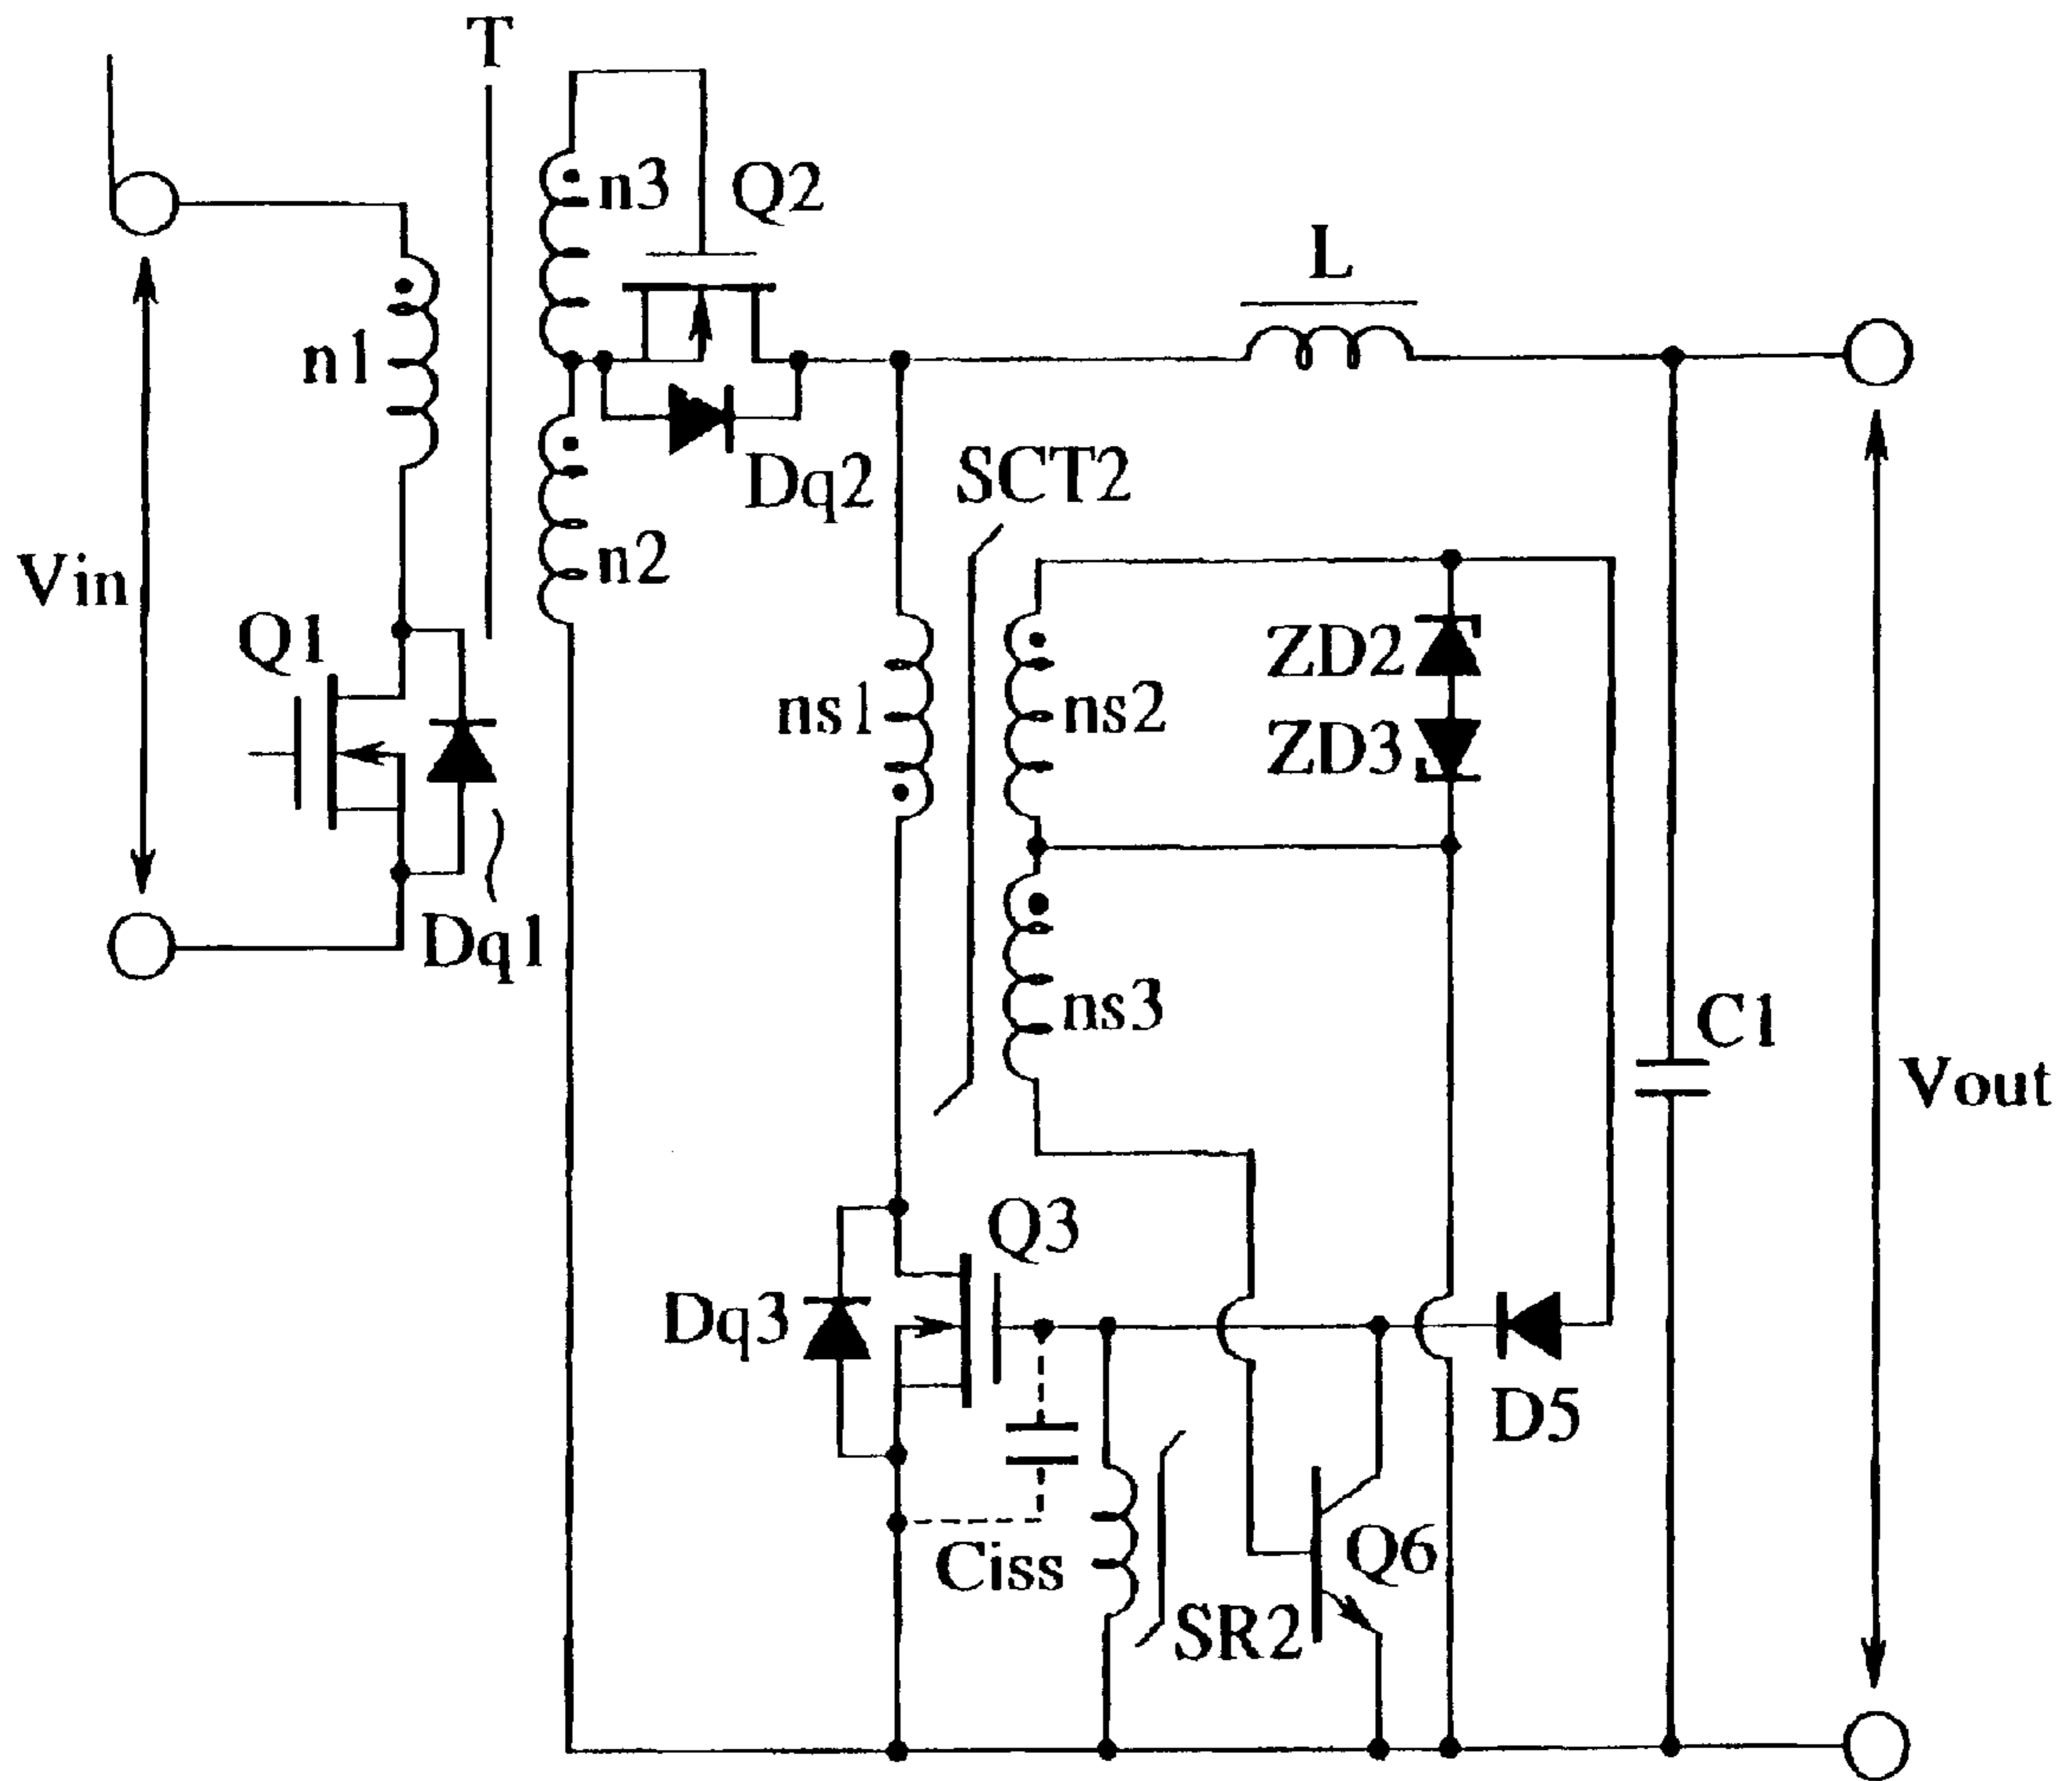 T
n3
Q2
L
n1
Dq2
SCT2
Vin
n2
Q1
ZD2
ns1
ns2
ZD3
Dq1
ns3
C1
Vout
Q3
Dq3
D5
Ciss
Q6
SR2